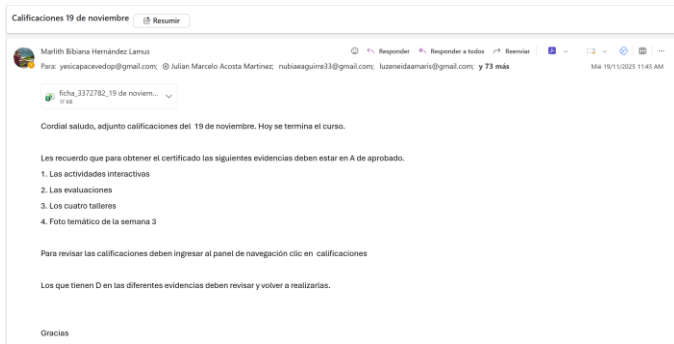 Calificaciones 19 de noviembre
Resumir
Marlith Bibiana Hernández Lamus
Responder
Responder a todos
Reenviar
Para: yesicapacevedop@gmail.com; Julian Marcelo Acosta Martinez; nubiaeaguirre33@gmail.com; luzeneidaamaris@gmail.com; y 73 más
Mié 19/11/2025 11:43 AM
ficha_3372782_19 de noviem...
17 KB
Cordial saludo, adjunto calificaciones del 19 de noviembre. Hoy se termina el curso.
Les recuerdo que para obtener el certificado las siguientes evidencias deben estar en A de aprobado.
1. Las actividades interactivas
2. Las evaluaciones
3. Los cuatro talleres
4. Foto temático de la semana 3
Para revisar las calificaciones deben ingresar al panel de navegación clic en calificaciones
Los que tienen D en las diferentes evidencias deben revisar y volver a realizarlas.
Gracias